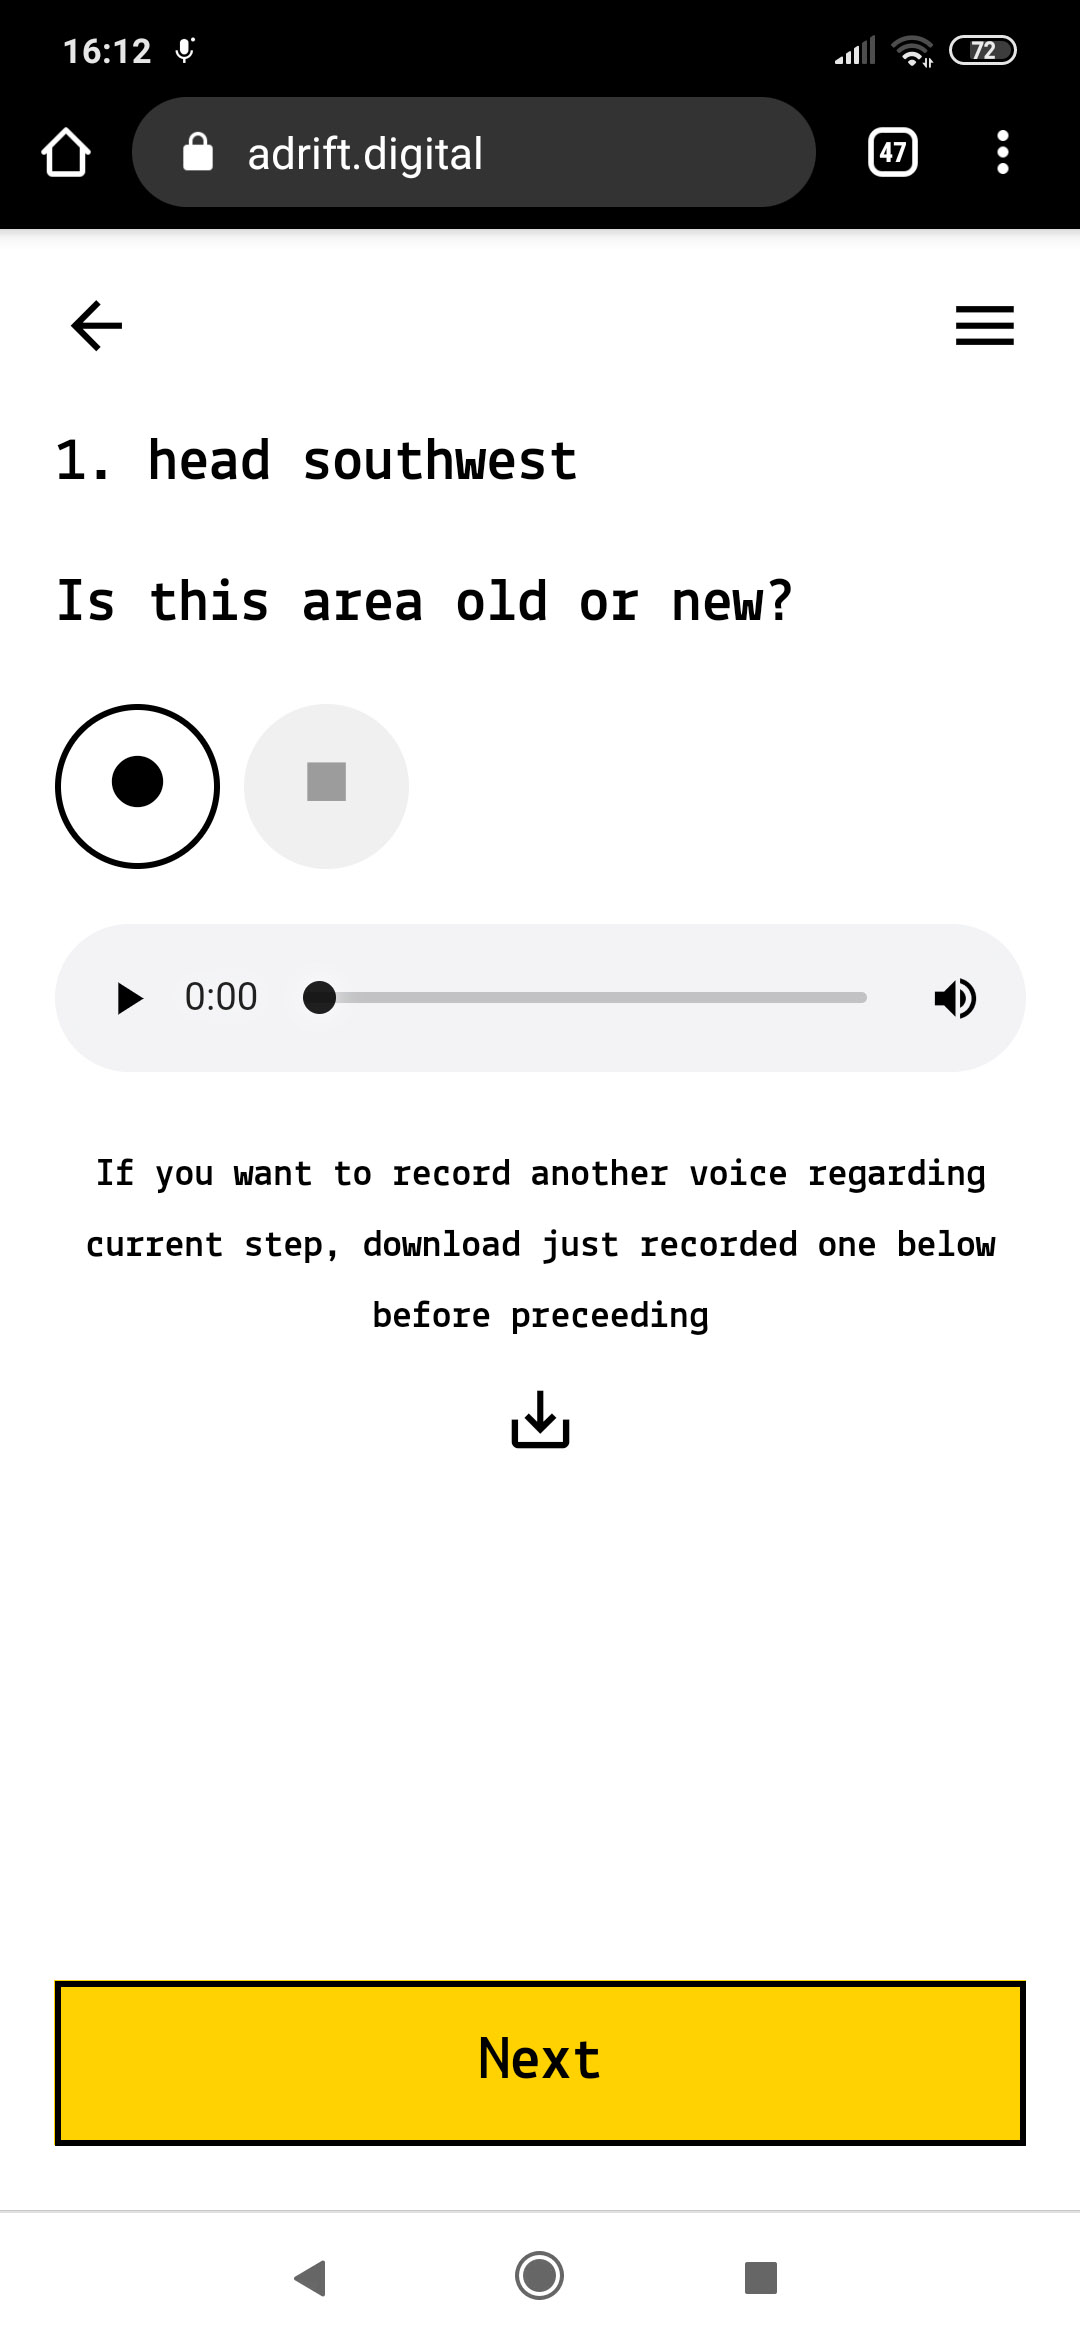 16:12
72
adrift.digital
47
1. head southwest
Is this area old or new?
0:00
If you want to record another voice regarding
current step, download just recorded one below
before preceeding
Next